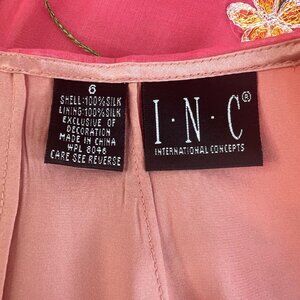 6
SHELL:100%SILK
LINING:100%SILK
EXCLUSIVE OF
DECORATION
MADE IN CHINA
WPL 8046
CARE SEE REVERSE
I·N·C®
INTERNATIONAL CONCEPTS